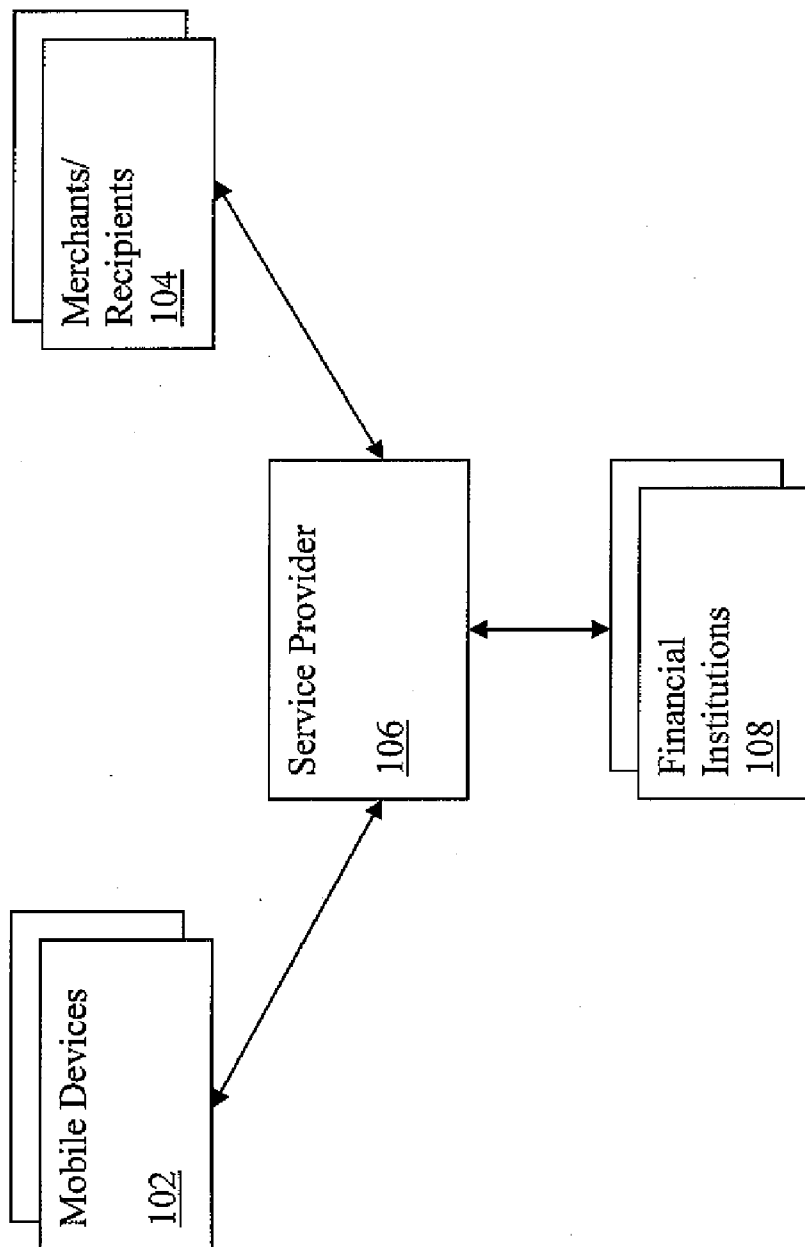 Mobile Devices
102
Merchants/
Recipients
104
Service Provider
106
Financial
Institutions
108